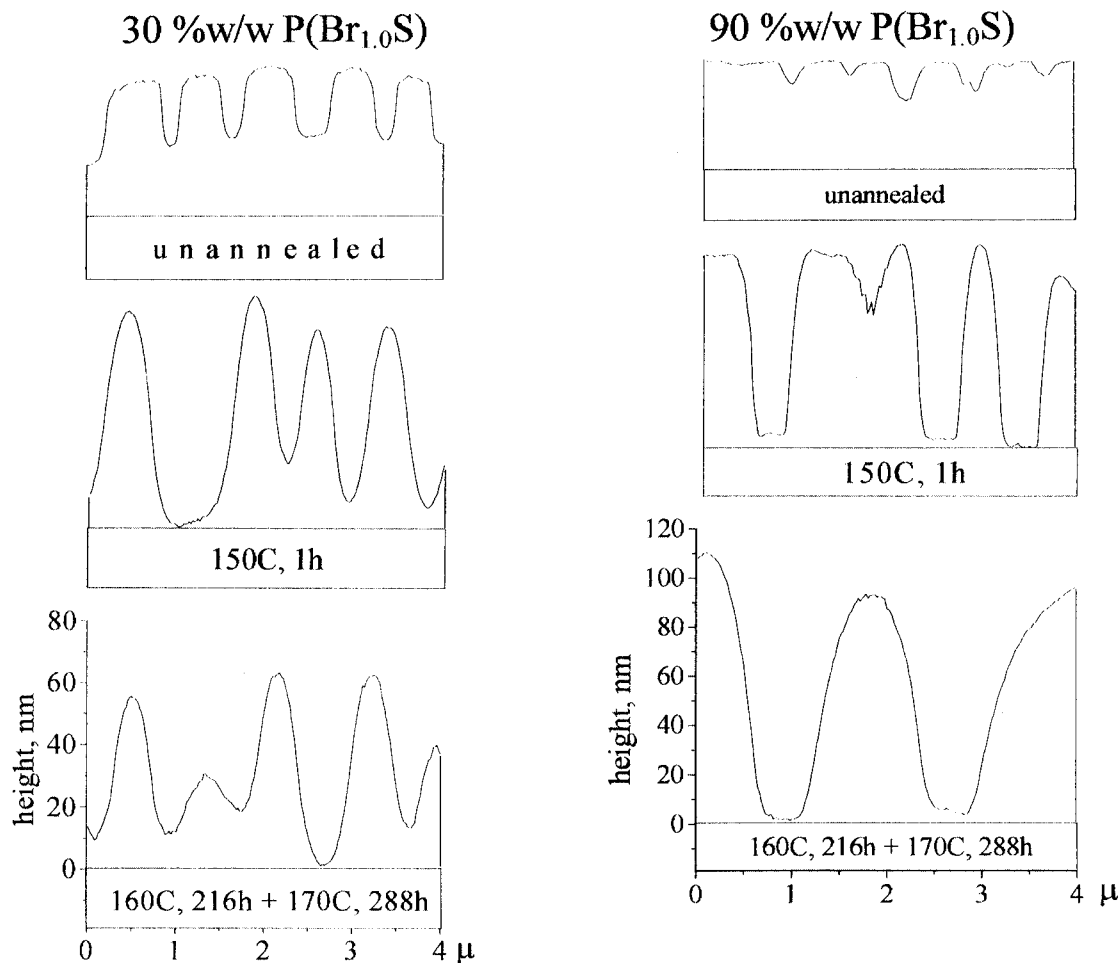 30 %w/w P(Br1.0S)
unannealed
150C, 1h
80
60
40
20
0
height, nm
160C, 216h + 170C, 288h
0 1 2 3 4 μ
90 %w/w P(Br1.0S)
unannealed
150C, 1h
120
100
80
60
40
20
0
height, nm
160C, 216h + 170C, 288h
0 1 2 3 4 μ